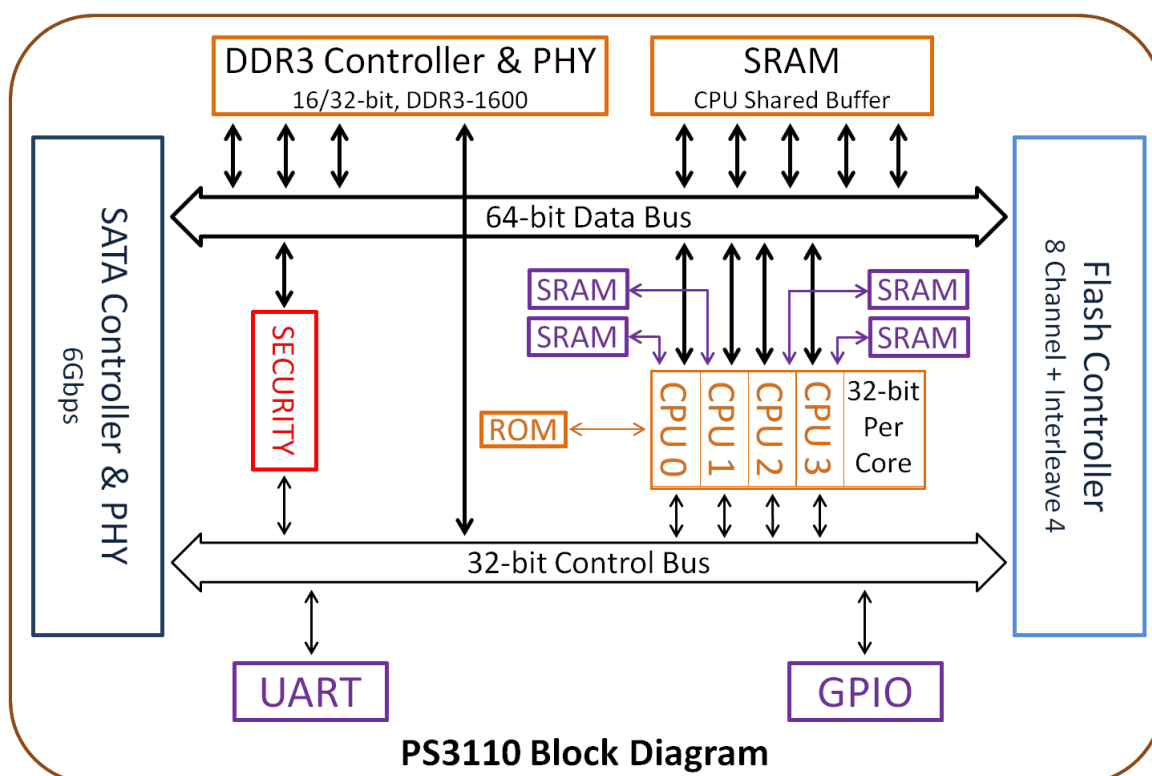 DDR3 Controller & PHY
16/32-bit, DDR3-1600
SRAM
CPU Shared Buffer
SATA Controller & PHY
6Gbps
64-bit Data Bus
Flash Controller
8 Channel + Interleave 4
SECURITY
SRAM
SRAM
SRAM
SRAM
ROM
CPU 0
CPU 1
CPU 2
CPU 3
32-bit
Per
Core
32-bit Control Bus
UART
GPIO
PS3110 Block Diagram